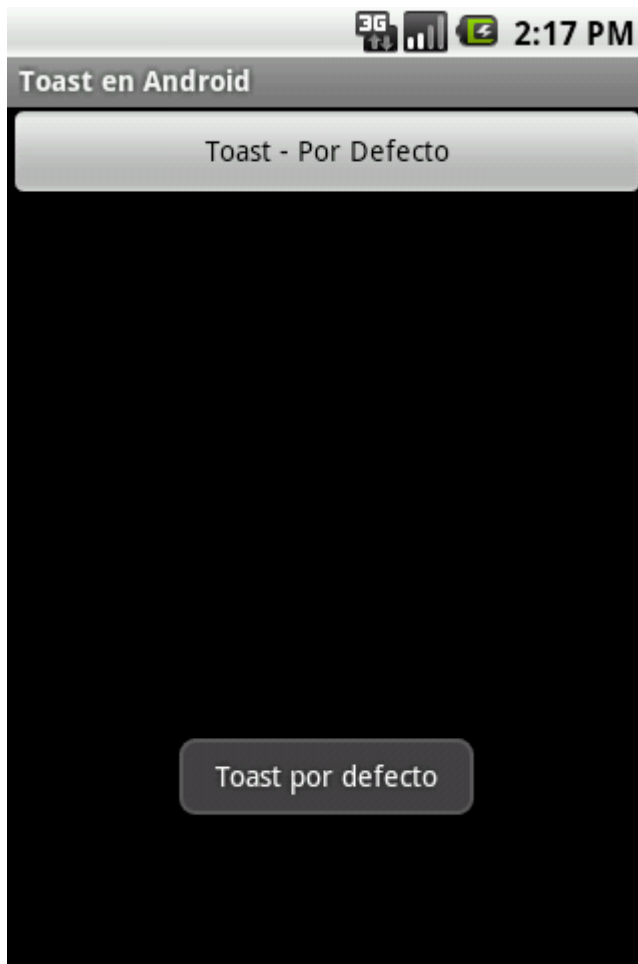 3G 2:17 PM
Toast en Android
Toast - Por Defecto
Toast por defecto